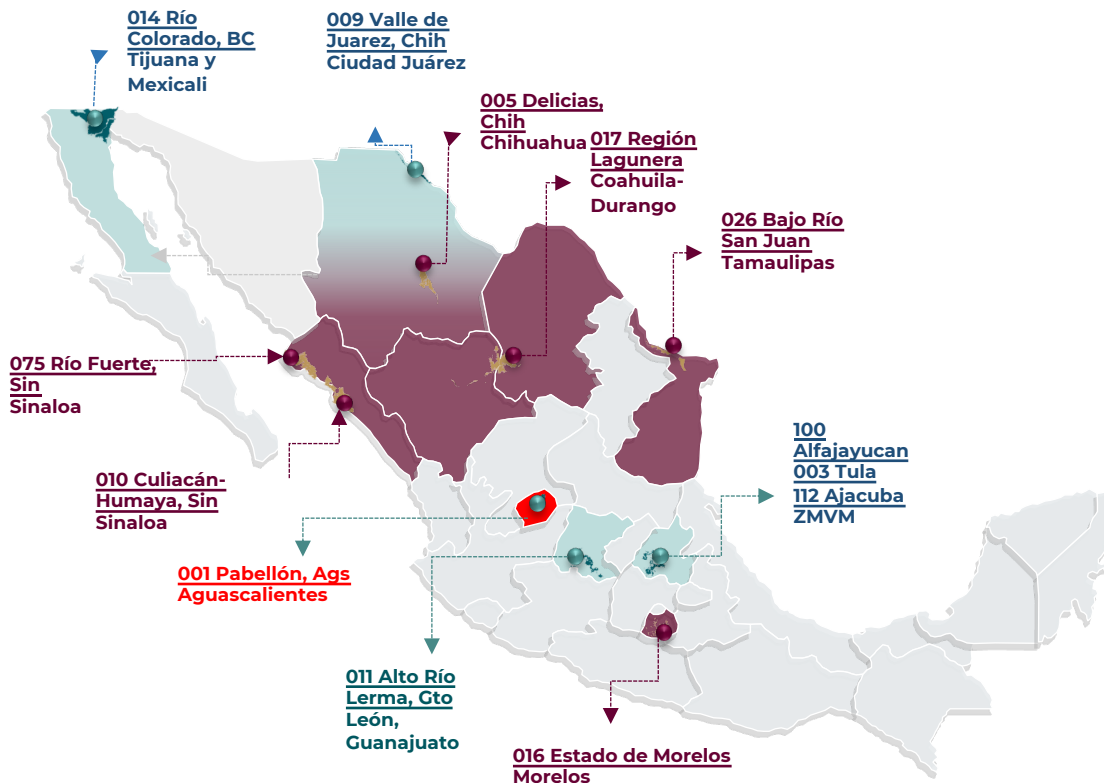 014 Río
Colorado, BC
Tijuana y
Mexicali
009 Valle de
Juarez, Chih
Ciudad Juárez
005 Delicias,
Chih
Chihuahua
017 Región
Lagunera
Coahuila-
Durango
026 Bajo Río
San Juan
Tamaulipas
075 Río Fuerte,
Sin
Sinaloa
010 Culiacán-
Humaya, Sin
Sinaloa
100
Alfajayucan
003 Tula
112 Ajacuba
ZMVM
001 Pabellón, Ags
Aguascalientes
011 Alto Río
Lerma, Gto
León,
Guanajuato
016 Estado de Morelos
Morelos